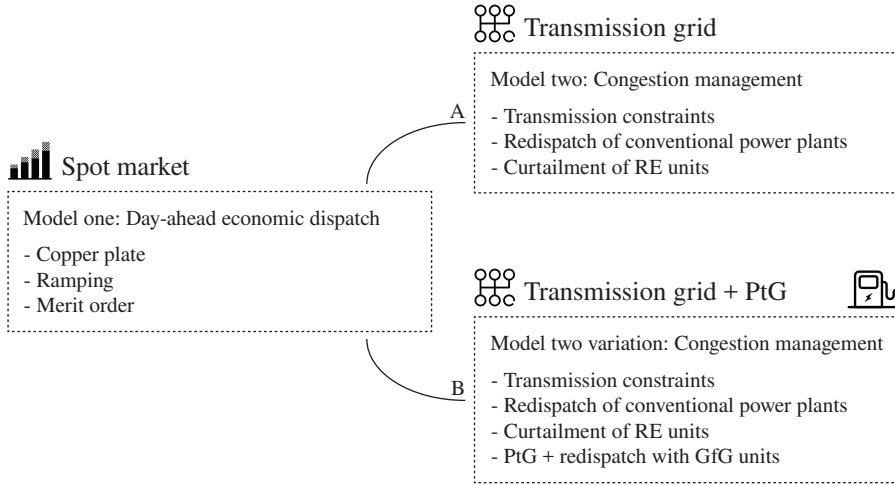 Transmission grid
Model two: Congestion management
- Transmission constraints
- Redispatch of conventional power plants
- Curtailment of RE units
A
Spot market
Model one: Day-ahead economic dispatch
- Copper plate
- Ramping
- Merit order
B
Transmission grid + PtG
Model two variation: Congestion management
- Transmission constraints
- Redispatch of conventional power plants
- Curtailment of RE units
- PtG + redispatch with GfG units